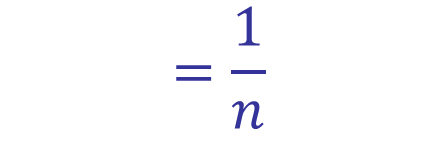 = 1/n